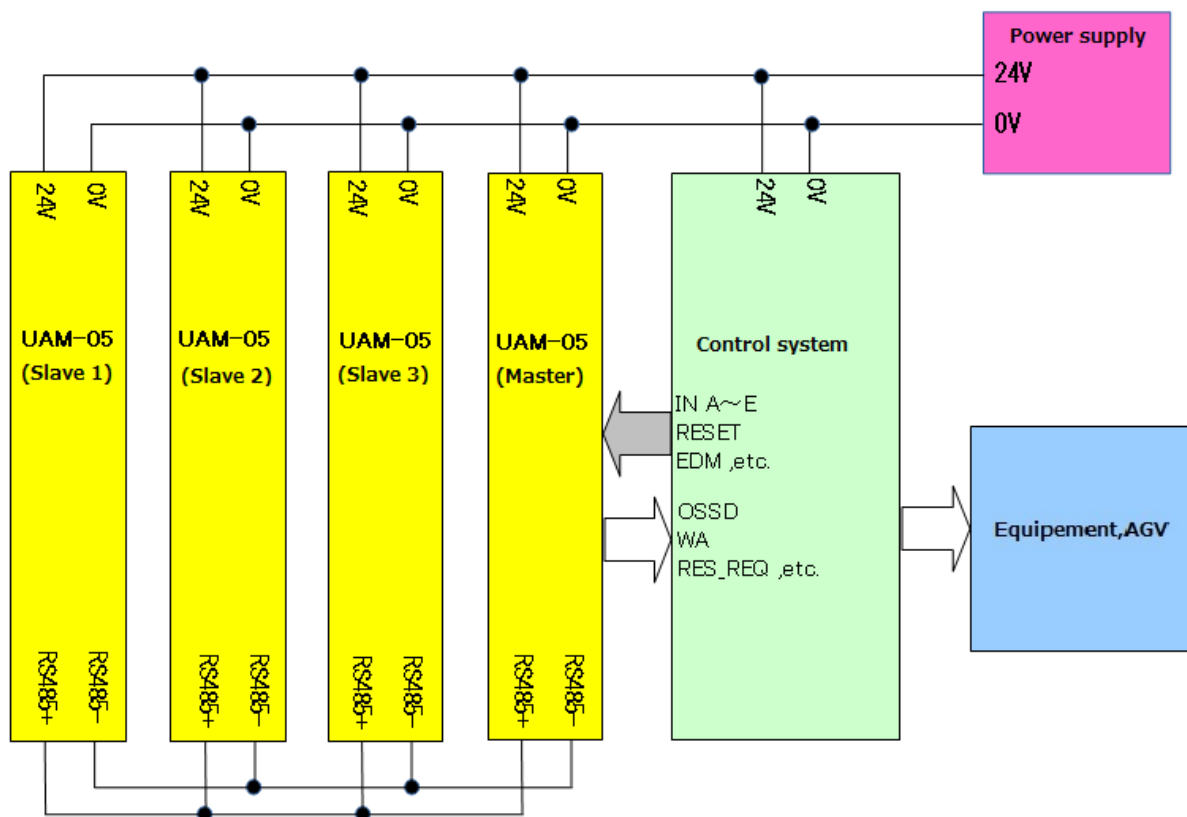 Power supply
24V
0V
24V
0V
24V
0V
24V
0V
24V
0V
24V
0V
UAM-05
(Slave 1)
UAM-05
(Slave 2)
UAM-05
(Slave 3)
UAM-05
(Master)
Control system
IN A～E
RESET
EDM ,etc.
OSSD
WA
RES_REQ ,etc.
Equipement,AGV
RS485+
RS485-
RS485+
RS485-
RS485+
RS485-
RS485+
RS485-